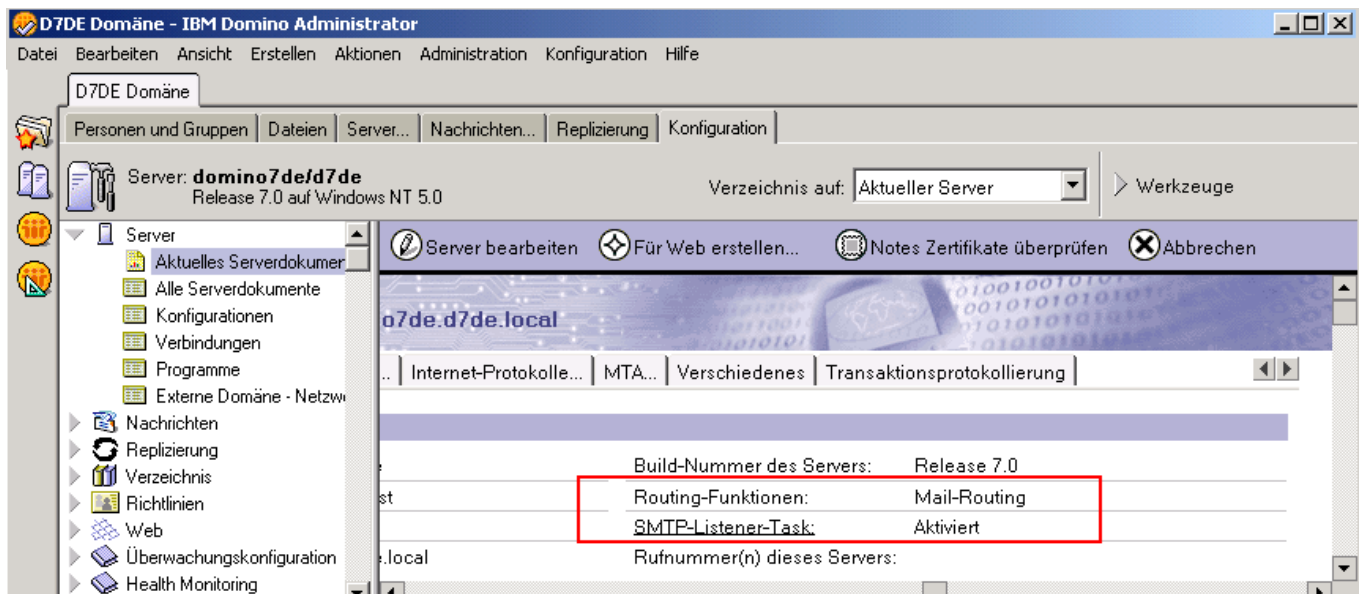 D7DE Domäne - IBM Domino Administrator
Datei Bearbeiten Ansicht Erstellen Aktionen Administration Konfiguration Hilfe
D7DE Domäne
Personen und Gruppen Dateien Server... Nachrichten... Replizierung Konfiguration
Server: domino7de/d7de
Release 7.0 auf Windows NT 5.0
Verzeichnis auf: Aktueller Server
Werkzeuge
Server
Aktuelles Serverdokumer
Alle Serverdokumente
Konfigurationen
Verbindungen
Programme
Externe Domäne - Netzw
Nachrichten
Replizierung
Verzeichnis
Richtlinien
Web
Überwachungskonfiguration
Health Monitoring
Server bearbeiten Für Web erstellen... Notes Zertifikate überprüfen Abbrechen
o7de.d7de.local
.. Internet-Protokolle... MTA... Verschiedenes Transaktionsprotokollierung
Build-Nummer des Servers: Release 7.0
st Routing-Funktionen: Mail-Routing
SMTP-Listener-Task: Aktiviert
.local Rufnummer(n) dieses Servers: